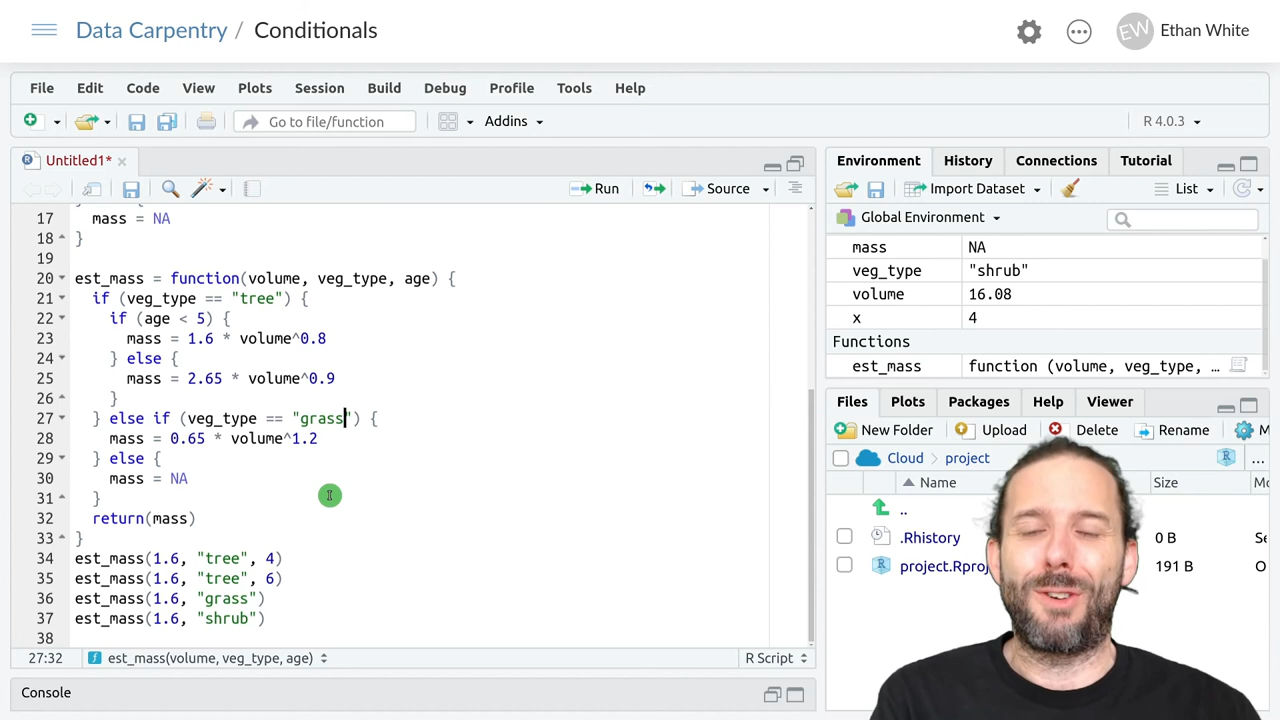 Data Carpentry / Conditionals
EW Ethan White
File Edit Code View Plots Session Build Debug Profile Tools Help
Go to file/function
Addins
R 4.0.3
Untitled1*
Run
Source
17 mass = NA
18 }
19
20 est_mass = function(volume, veg_type, age) {
21 if (veg_type == "tree") {
22 if (age < 5) {
23 mass = 1.6 * volume^0.8
24 } else {
25 mass = 2.65 * volume^0.9
26 }
27 } else if (veg_type == "grass") {
28 mass = 0.65 * volume^1.2
29 } else {
30 mass = NA
31 }
32 return(mass)
33 }
34 est_mass(1.6, "tree", 4)
35 est_mass(1.6, "tree", 6)
36 est_mass(1.6, "grass")
37 est_mass(1.6, "shrub")
38
27:32 est_mass(volume, veg_type, age) R Script
Console
Environment History Connections Tutorial
Import Dataset List
Global Environment
mass NA
veg_type "shrub"
volume 16.08
x 4
Functions
est_mass function (volume, veg_type, …
Files Plots Packages Help Viewer
New Folder Upload Delete Rename M
Cloud project ...
Name Size Mo
..
.Rhistory 0 B Se
project.Rproj 191 B O